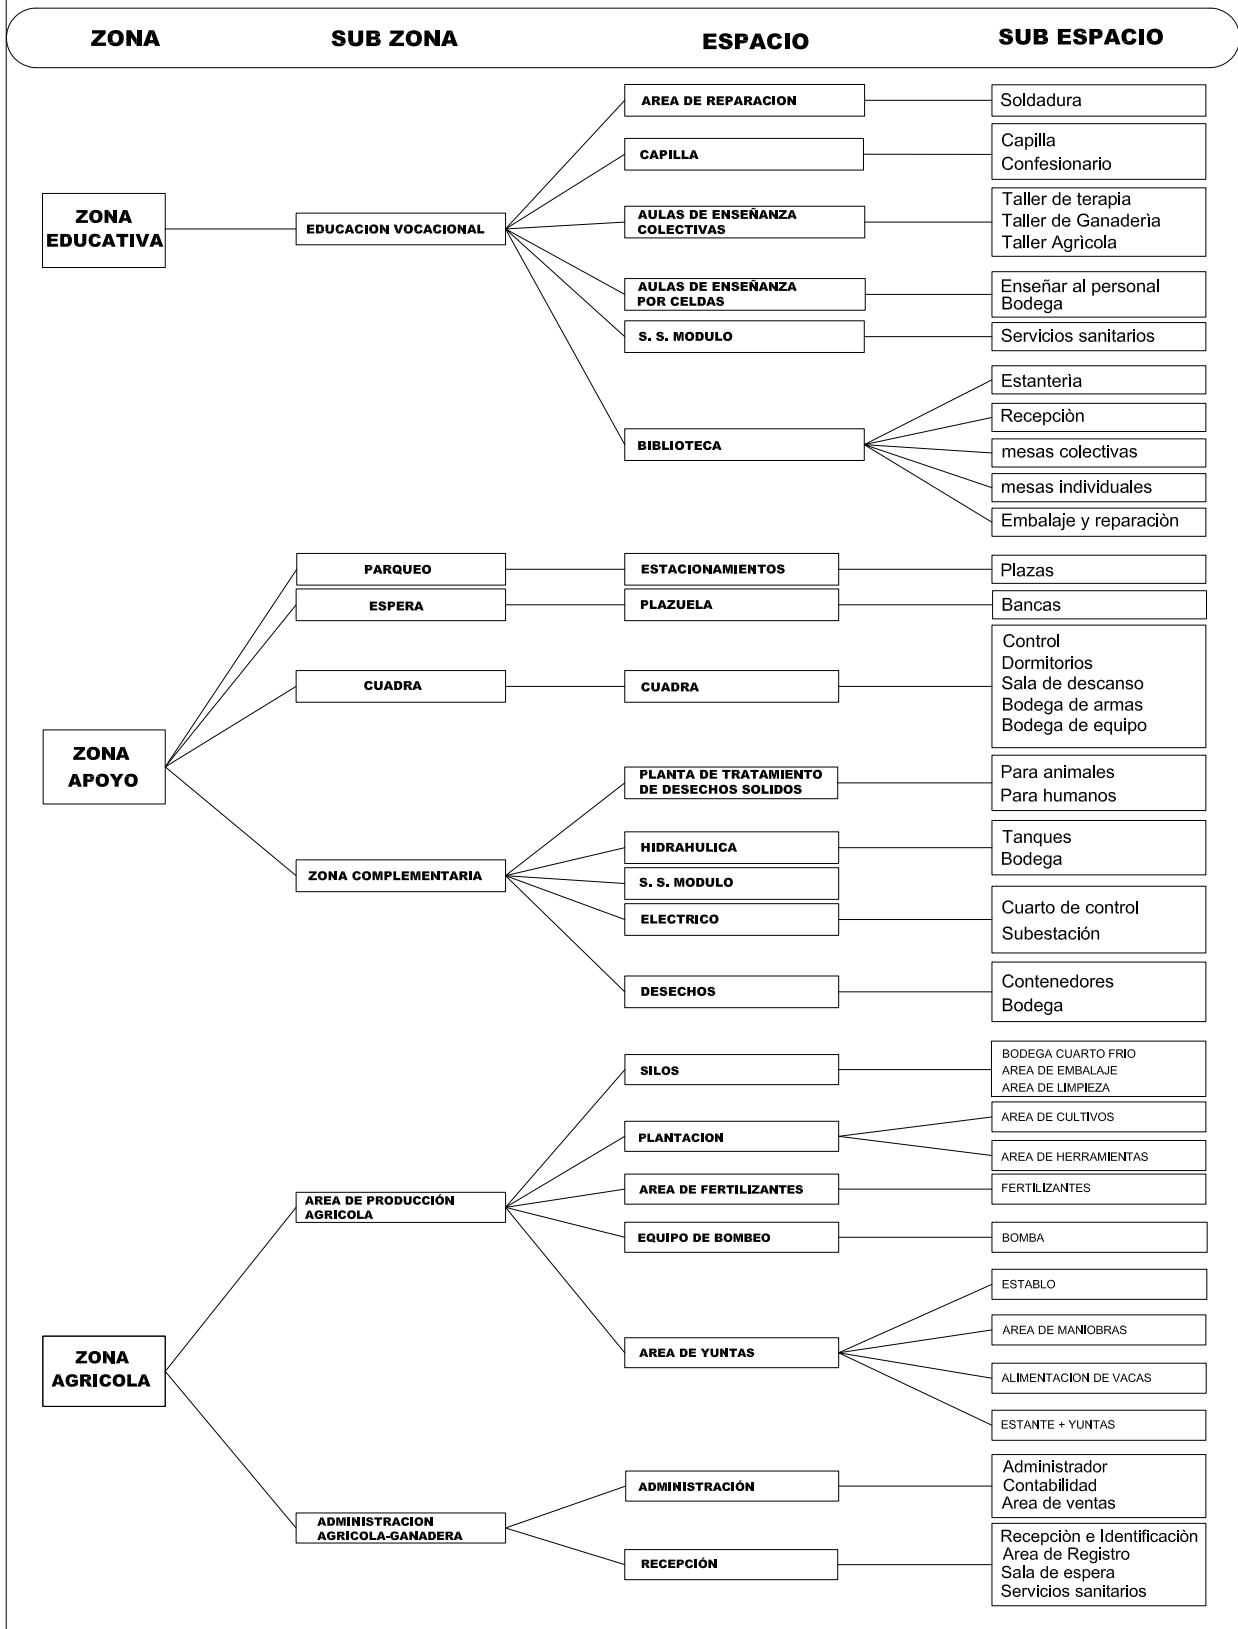 ZONA
SUB ZONA
ESPACIO
SUB ESPACIO
ZONA
EDUCATIVA
EDUCACION VOCACIONAL
AREA DE REPARACION
Soldadura
CAPILLA
Capilla
Confesionario
AULAS DE ENSEÑANZA
COLECTIVAS
Taller de terapia
Taller de Ganaderìa
Taller Agrìcola
AULAS DE ENSEÑANZA
POR CELDAS
Enseñar al personal
Bodega
S. S. MODULO
Servicios sanitarios
BIBLIOTECA
Estanterìa
Recepciòn
mesas colectivas
mesas individuales
Embalaje y reparaciòn
ZONA
APOYO
PARQUEO
ESTACIONAMIENTOS
Plazas
ESPERA
PLAZUELA
Bancas
CUADRA
CUADRA
Control
Dormitorios
Sala de descanso
Bodega de armas
Bodega de equipo
ZONA COMPLEMENTARIA
PLANTA DE TRATAMIENTO
DE DESECHOS SOLIDOS
Para animales
Para humanos
HIDRAHULICA
Tanques
Bodega
S. S. MODULO
ELECTRICO
Cuarto de control
Subestación
DESECHOS
Contenedores
Bodega
ZONA
AGRICOLA
AREA DE PRODUCCIÓN
AGRICOLA
SILOS
BODEGA CUARTO FRIO
AREA DE EMBALAJE
AREA DE LIMPIEZA
PLANTACION
AREA DE CULTIVOS
AREA DE HERRAMIENTAS
AREA DE FERTILIZANTES
FERTILIZANTES
EQUIPO DE BOMBEO
BOMBA
AREA DE YUNTAS
ESTABLO
AREA DE MANIOBRAS
ALIMENTACION DE VACAS
ESTANTE + YUNTAS
ADMINISTRACION
AGRICOLA-GANADERA
ADMINISTRACIÓN
Administrador
Contabilidad
Area de ventas
RECEPCIÓN
Recepciòn e Identificaciòn
Area de Registro
Sala de espera
Servicios sanitarios